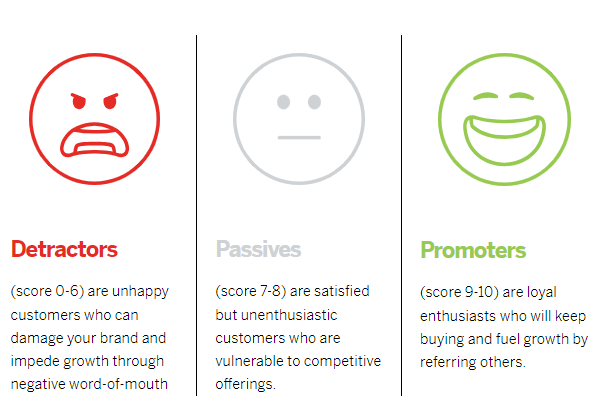 Detractors
(score 0-6) are unhappy
customers who can
damage your brand and
impede growth through
negative word-of-mouth
Passives
(score 7-8) are satisfied
but unenthusiastic
customers who are
vulnerable to competitive
offerings.
Promoters
(score 9-10) are loyal
enthusiasts who will keep
buying and fuel growth by
referring others.